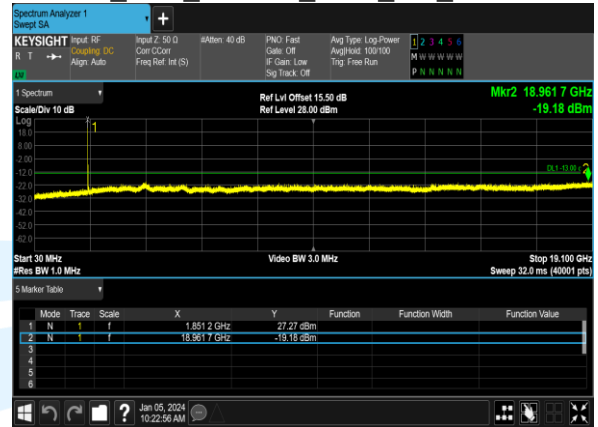 Spectrum Analyzer 1
Swept SA
+
KEYSIGHT Input: RF Input Z: 50 Ω #Atten: 40 dB PNO: Fast Avg Type: Log-Power 1 2 3 4 5 6
R T Coupling: DC Corr CCorr Gate: Off Avg|Hold: 100/100 M W W W W W
Align: Auto Freq Ref: Int (S) IF Gain: Low Trig: Free Run
Sig Track: Off P N N N N N
LXI
1 Spectrum Ref Lvl Offset 15.50 dB Mkr2 18.961 7 GHz
Scale/Div 10 dB Ref Level 28.00 dBm -19.18 dBm
Log
1
18.0
8.00
-2.00
-12.0 DL1 -13.00
2
-22.0
-32.0
-42.0
-52.0
-62.0
Start 30 MHz Video BW 3.0 MHz Stop 19.100 GHz
#Res BW 1.0 MHz Sweep 32.0 ms (40001 pts)
5 Marker Table
Mode Trace Scale X Y Function Function Width Function Value
1 N 1 f 1.851 2 GHz 27.27 dBm
2 N 1 f 18.961 7 GHz -19.18 dBm
3
4
5
6
? Jan 05, 2024
10:22:56 AM